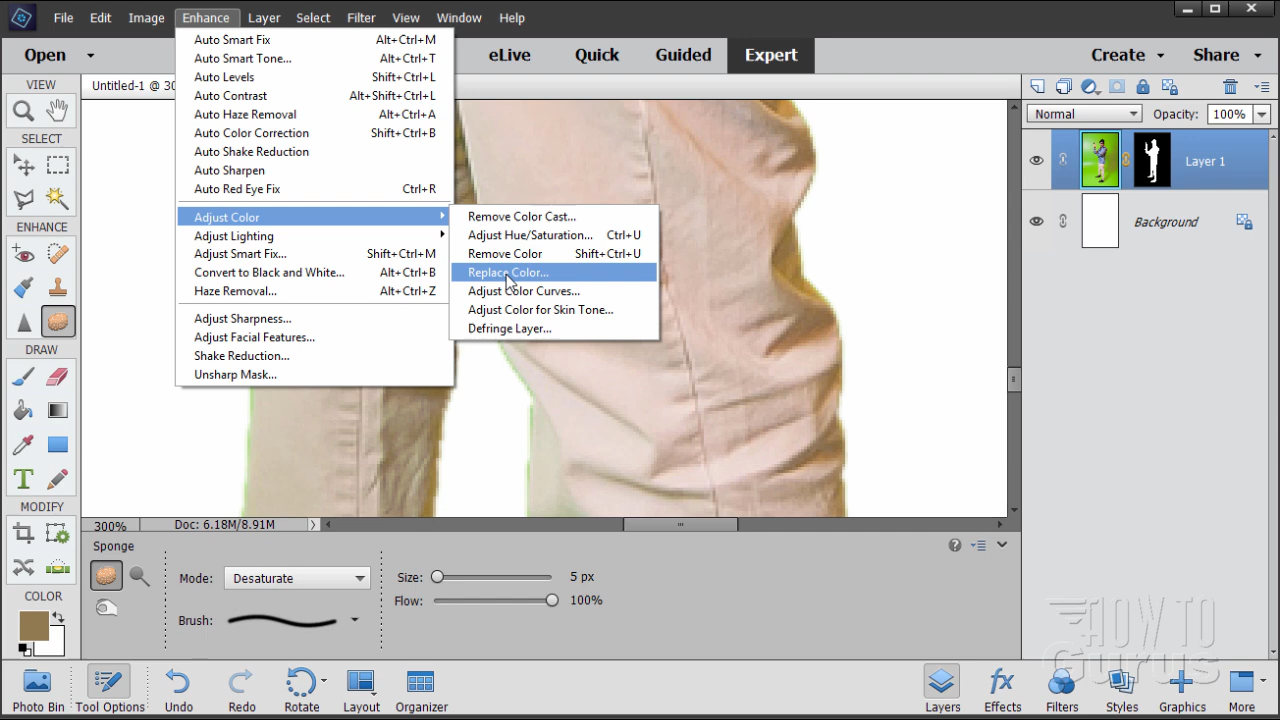 File Edit Image Enhance Layer Select Filter View Window Help
Open eLive Quick Guided Expert Create Share
VIEW
SELECT
ENHANCE
DRAW
MODIFY
COLOR
Untitled-1 @ 30
Auto Smart Fix Alt+Ctrl+M
Auto Smart Tone... Alt+Ctrl+T
Auto Levels Shift+Ctrl+L
Auto Contrast Alt+Shift+Ctrl+L
Auto Haze Removal Alt+Ctrl+A
Auto Color Correction Shift+Ctrl+B
Auto Shake Reduction
Auto Sharpen
Auto Red Eye Fix Ctrl+R
Adjust Color
Adjust Lighting
Adjust Smart Fix... Shift+Ctrl+M
Convert to Black and White... Alt+Ctrl+B
Haze Removal... Alt+Ctrl+Z
Adjust Sharpness...
Adjust Facial Features...
Shake Reduction...
Unsharp Mask...
Remove Color Cast...
Adjust Hue/Saturation... Ctrl+U
Remove Color Shift+Ctrl+U
Replace Color...
Adjust Color Curves...
Adjust Color for Skin Tone...
Defringe Layer...
Normal Opacity: 100%
Layer 1
Background
300% Doc: 6.18M/8.91M
Sponge
Mode: Desaturate
Brush:
Size: 5 px
Flow: 100%
HOW TO
Gurus
Photo Bin Tool Options Undo Redo Rotate Layout Organizer Layers Effects Filters Styles Graphics More